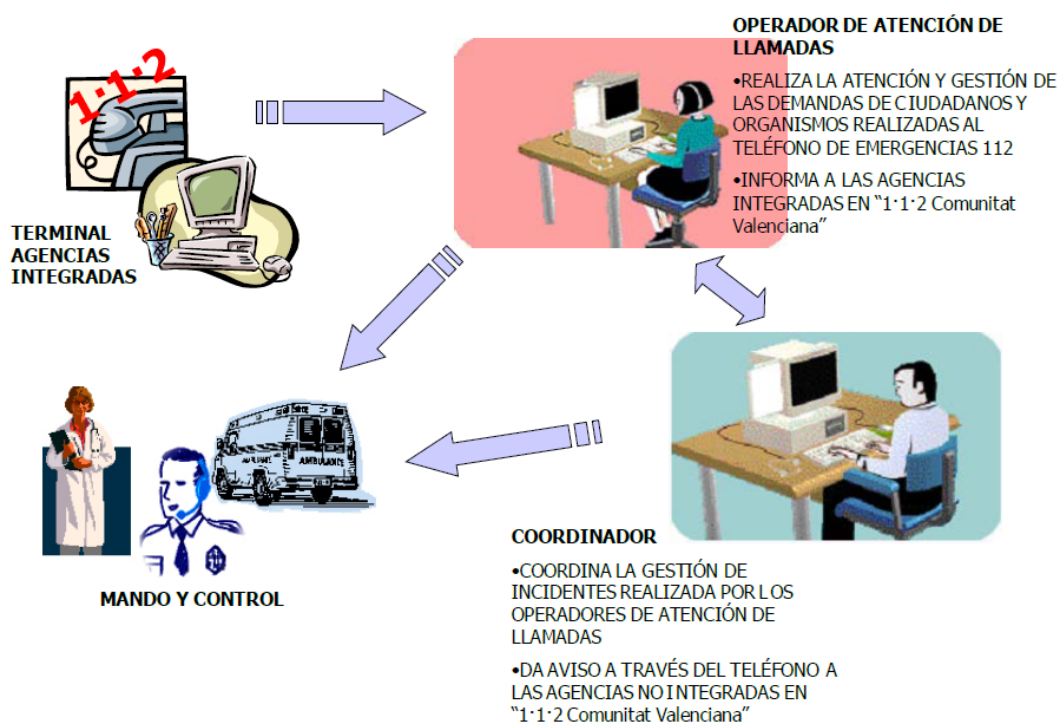 1·1·2
TERMINAL
AGENCIAS
INTEGRADAS
OPERADOR DE ATENCIÓN DE
LLAMADAS
•REALIZA LA ATENCIÓN Y GESTIÓN DE
LAS DEMANDAS DE CIUDADANOS Y
ORGANISMOS REALIZADAS AL
TELÉFONO DE EMERGENCIAS 112
•INFORMA A LAS AGENCIAS
INTEGRADAS EN “1·1·2 Comunitat
Valenciana”
AMBULANTE
MANDO Y CONTROL
COORDINADOR
•COORDINA LA GESTIÓN DE
INCIDENTES REALIZADA POR LOS
OPERADORES DE ATENCIÓN DE
LLAMADAS
•DA AVISO A TRAVÉS DEL TELÉFONO A
LAS AGENCIAS NO INTEGRADAS EN
“1·1·2 Comunitat Valenciana”